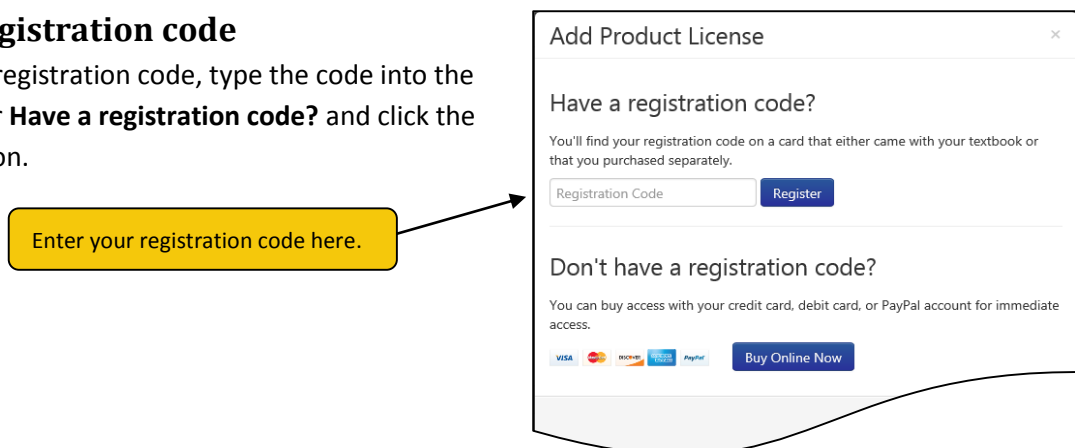 gistration code
registration code, type the code into the
Have a registration code? and click the
on.
Enter your registration code here.
Add Product License ×
Have a registration code?
You'll find your registration code on a card that either came with your textbook or
that you purchased separately.
Registration Code Register
Don't have a registration code?
You can buy access with your credit card, debit card, or PayPal account for immediate
access.
VISA MasterCard DISCOVER AMERICAN EXPRESS PayPal Buy Online Now